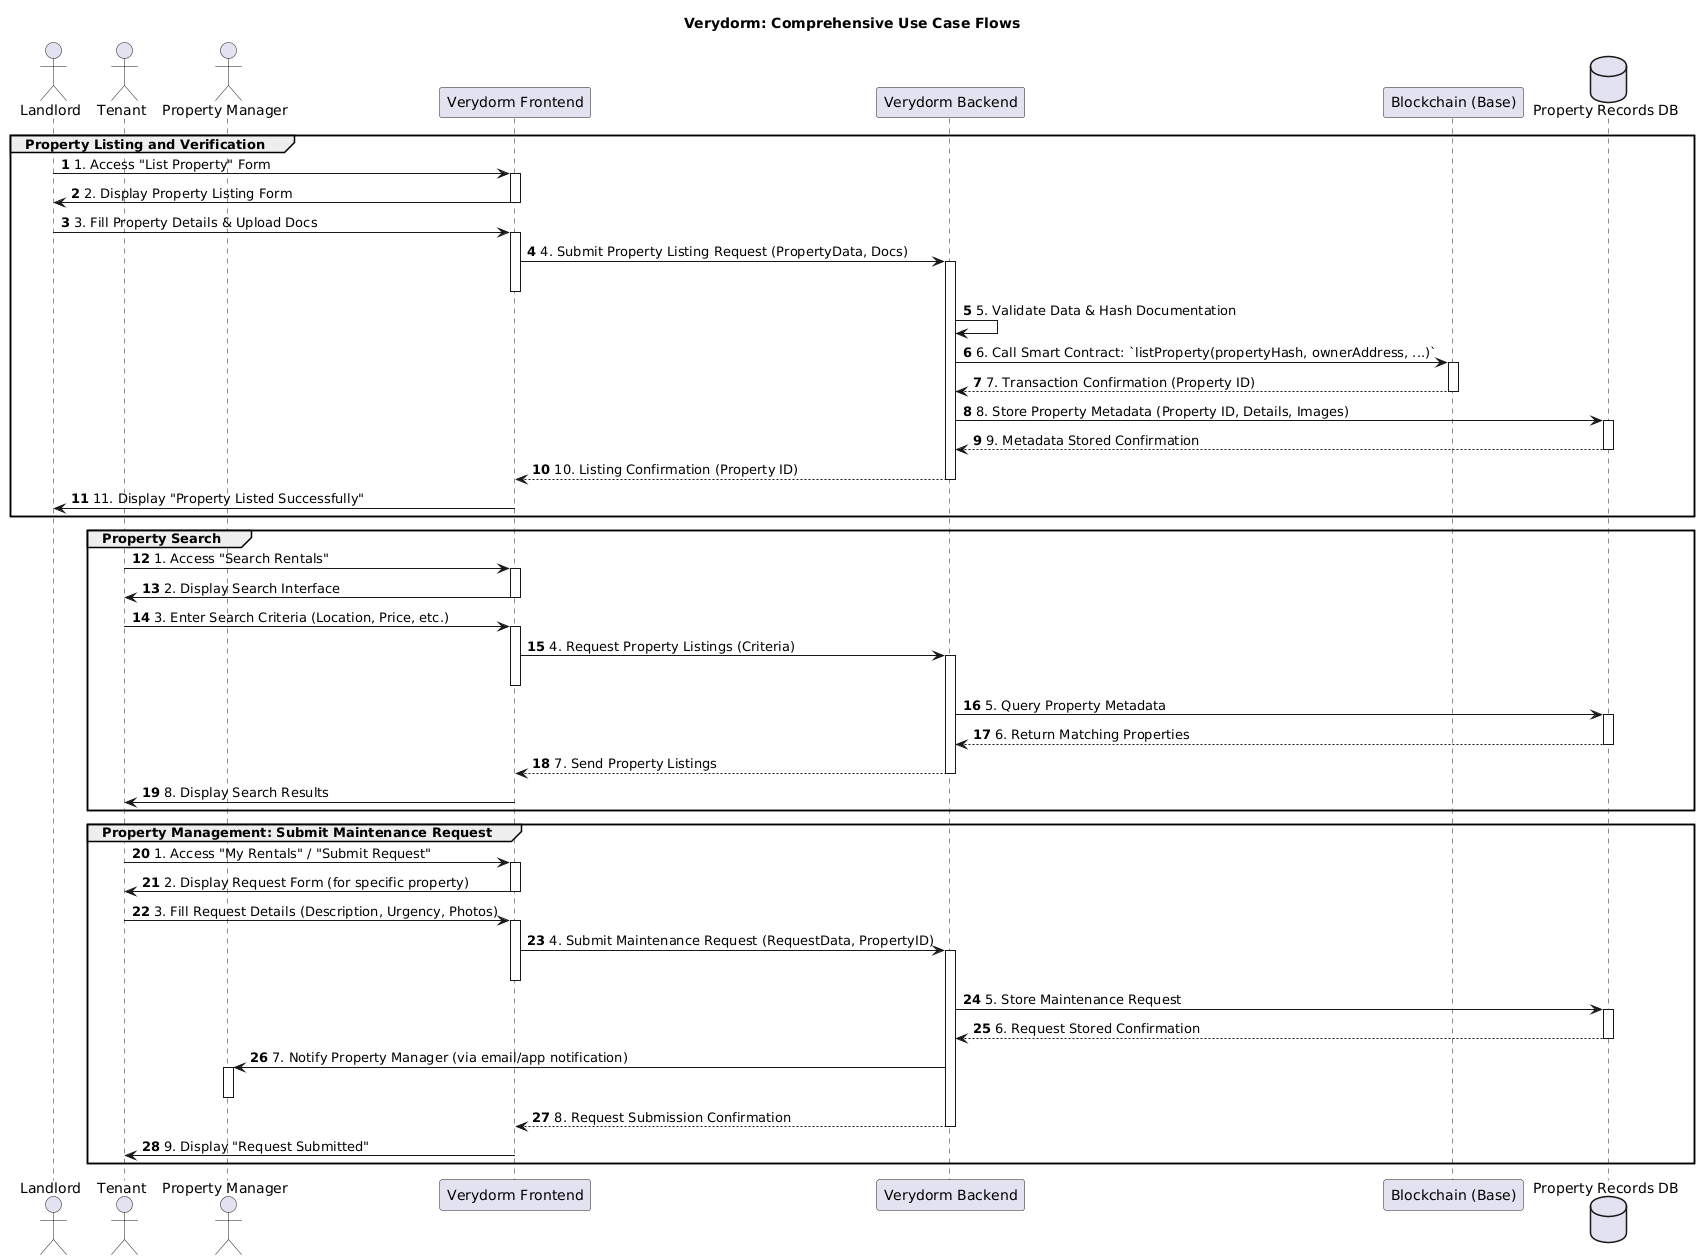 Verydorm: Comprehensive Use Case Flows
Landlord
Tenant
Property Manager
Verydorm Frontend
Verydorm Backend
Blockchain (Base)
Property Records DB
Property Listing and Verification
1 1. Access "List Property" Form
2 2. Display Property Listing Form
3 3. Fill Property Details & Upload Docs
4 4. Submit Property Listing Request (PropertyData, Docs)
5 5. Validate Data & Hash Documentation
6 6. Call Smart Contract: `listProperty(propertyHash, ownerAddress, ...)`
7 7. Transaction Confirmation (Property ID)
8 8. Store Property Metadata (Property ID, Details, Images)
9 9. Metadata Stored Confirmation
10 10. Listing Confirmation (Property ID)
11 11. Display "Property Listed Successfully"
Property Search
12 1. Access "Search Rentals"
13 2. Display Search Interface
14 3. Enter Search Criteria (Location, Price, etc.)
15 4. Request Property Listings (Criteria)
16 5. Query Property Metadata
17 6. Return Matching Properties
18 7. Send Property Listings
19 8. Display Search Results
Property Management: Submit Maintenance Request
20 1. Access "My Rentals" / "Submit Request"
21 2. Display Request Form (for specific property)
22 3. Fill Request Details (Description, Urgency, Photos)
23 4. Submit Maintenance Request (RequestData, PropertyID)
24 5. Store Maintenance Request
25 6. Request Stored Confirmation
26 7. Notify Property Manager (via email/app notification)
27 8. Request Submission Confirmation
28 9. Display "Request Submitted"
Landlord
Tenant
Property Manager
Verydorm Frontend
Verydorm Backend
Blockchain (Base)
Property Records DB